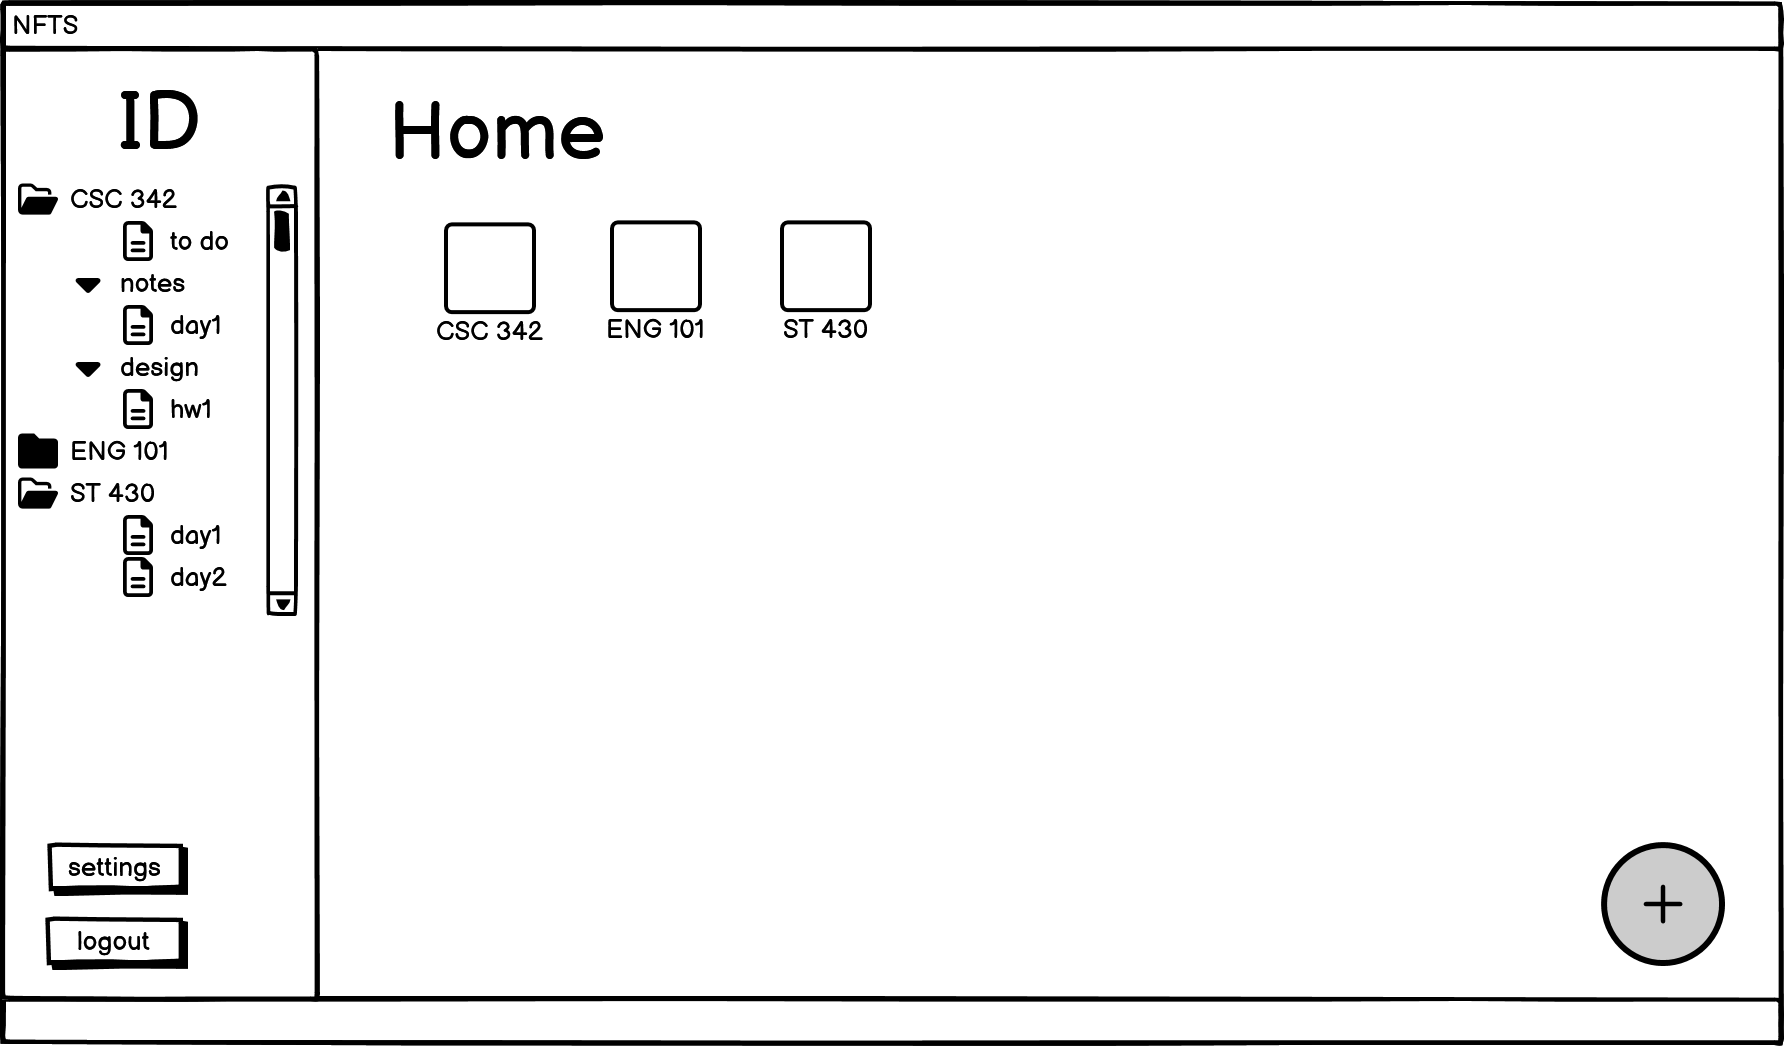 NFTS
ID
CSC 342
to do
notes
day1
design
hw1
ENG 101
ST 430
day1
day2
settings
logout
Home
CSC 342
ENG 101
ST 430
+